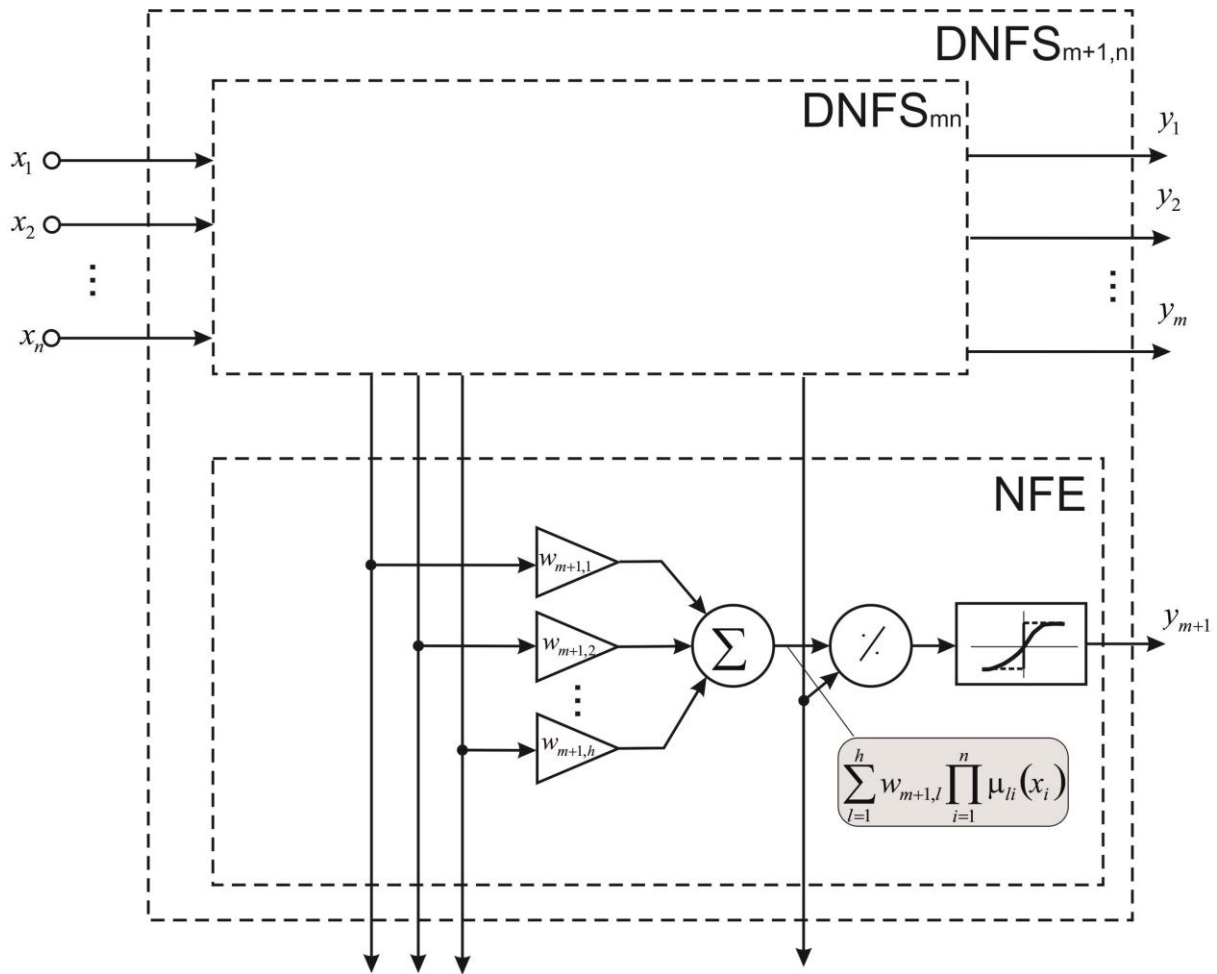 DNFSm+1,n
DNFSmn
x₁
x₂
⋮
xₙ
y₁
y₂
⋮
yₘ
NFE
wₘ₊₁,₁
wₘ₊₁,₂
⋮
wₘ₊₁,ₕ
∑
⁒
yₘ₊₁
∑_{l=1}^{h} w_{m+1,l} ∏_{i=1}^{n} μ_{li}(x_i)